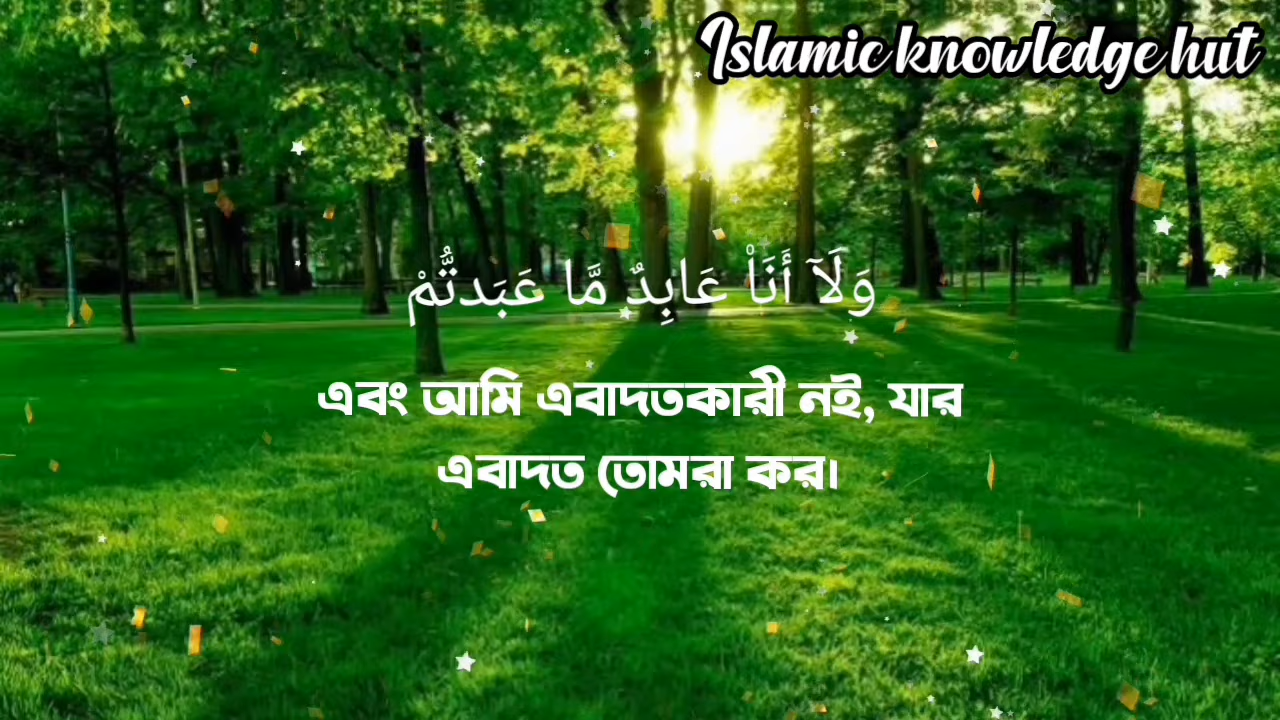 Islamic knowledge hut
وَلَآ أَنَا۠ عَابِدٌ مَّا عَبَدتُّمْ
এবং আমি এবাদতকারী নই, যার
এবাদত তোমরা কর।